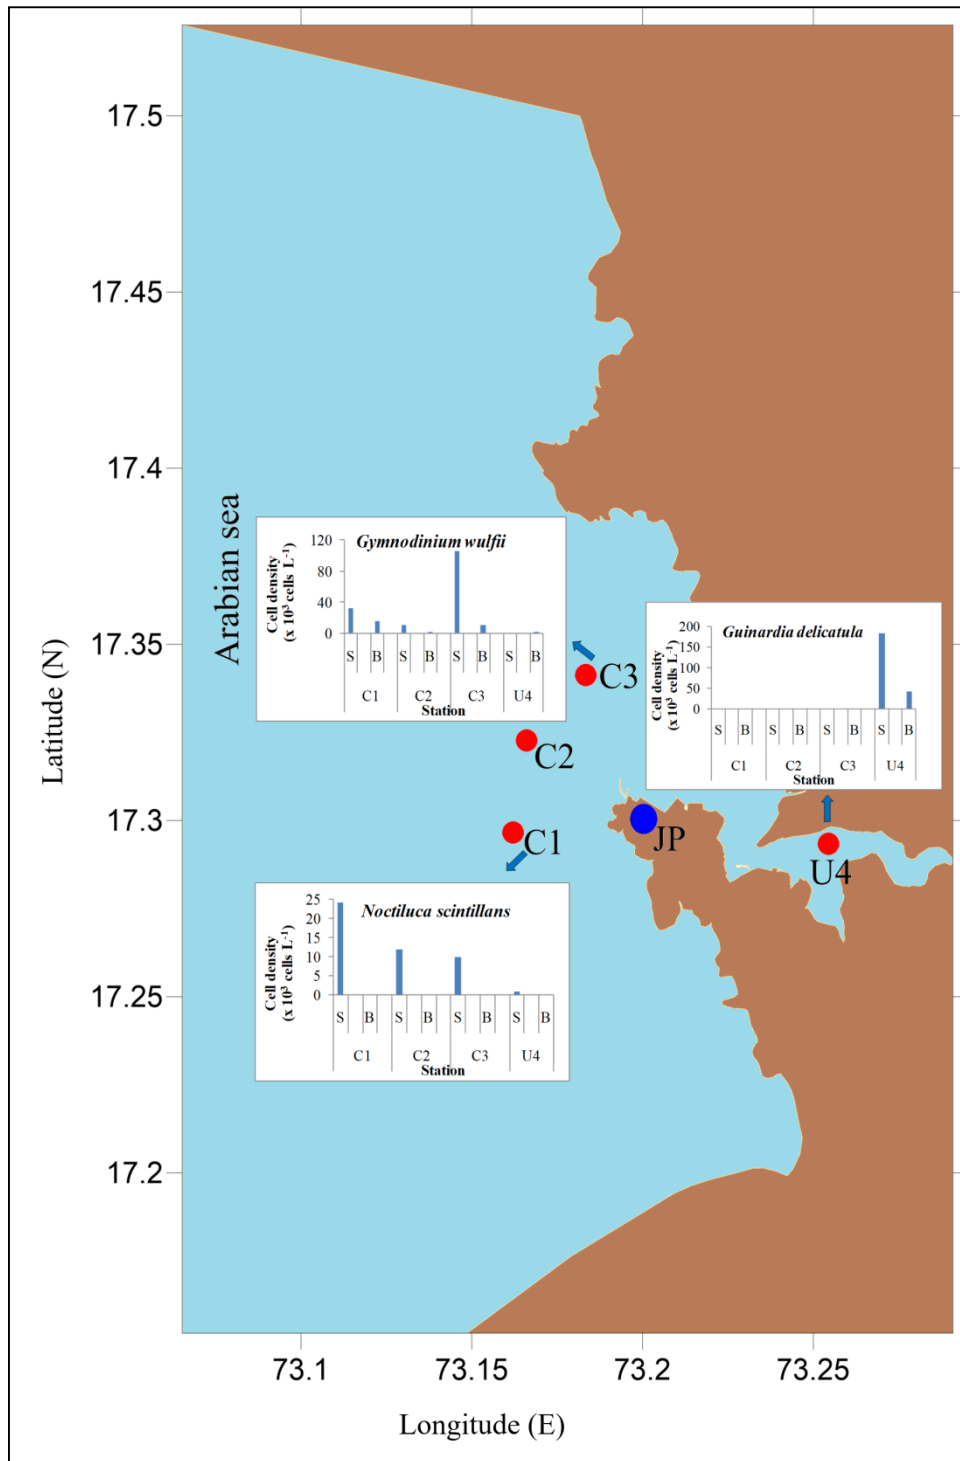 17.5
17.45
17.4
17.35
17.3
17.25
17.2
Latitude (N)
Arabian sea
Gymnodinium wulfii
Cell density
(x 10³ cells L⁻¹)
120
80
40
0
S B S B S B S B
C1 C2 C3 U4
Station
C3
Guinardia delicatula
Cell density
(x 10³ cells L⁻¹)
200
150
100
50
0
S B S B S B S B
C1 C2 C3 U4
Station
C2
C1
JP
U4
Noctiluca scintillans
Cell density
(x 10³ cells L⁻¹)
25
20
15
10
5
0
S B S B S B S B
C1 C2 C3 U4
Station
73.1 73.15 73.2 73.25
Longitude (E)